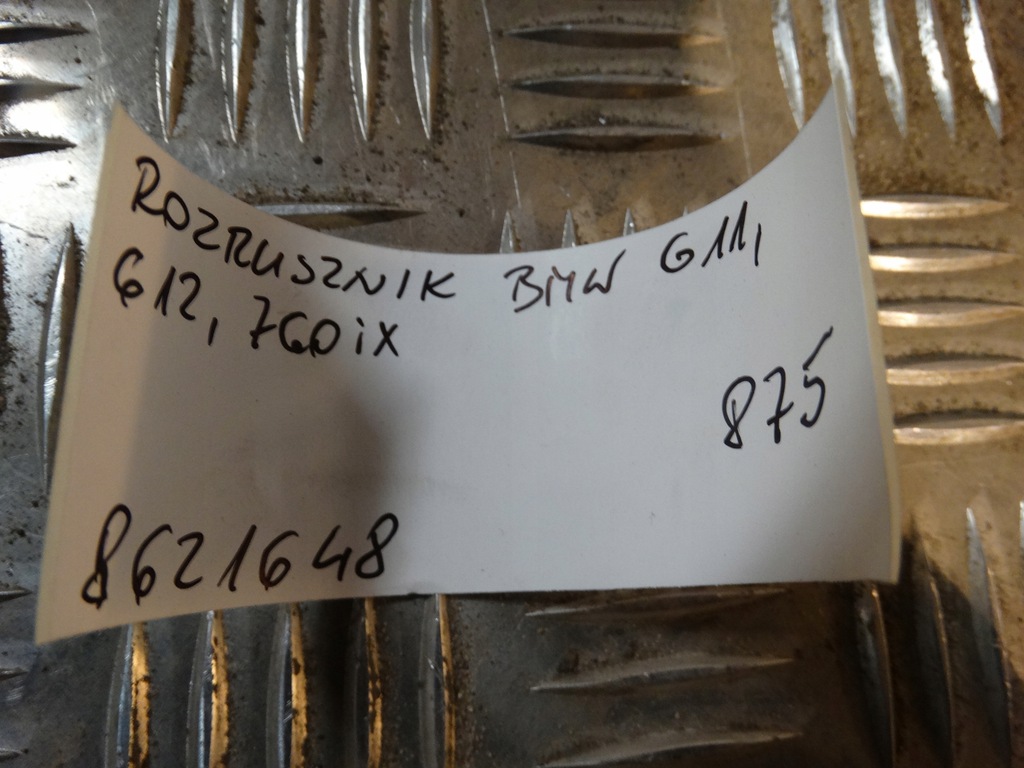 ROZRUSZNIK BMW G11,
G12, 760iX
875
8621648